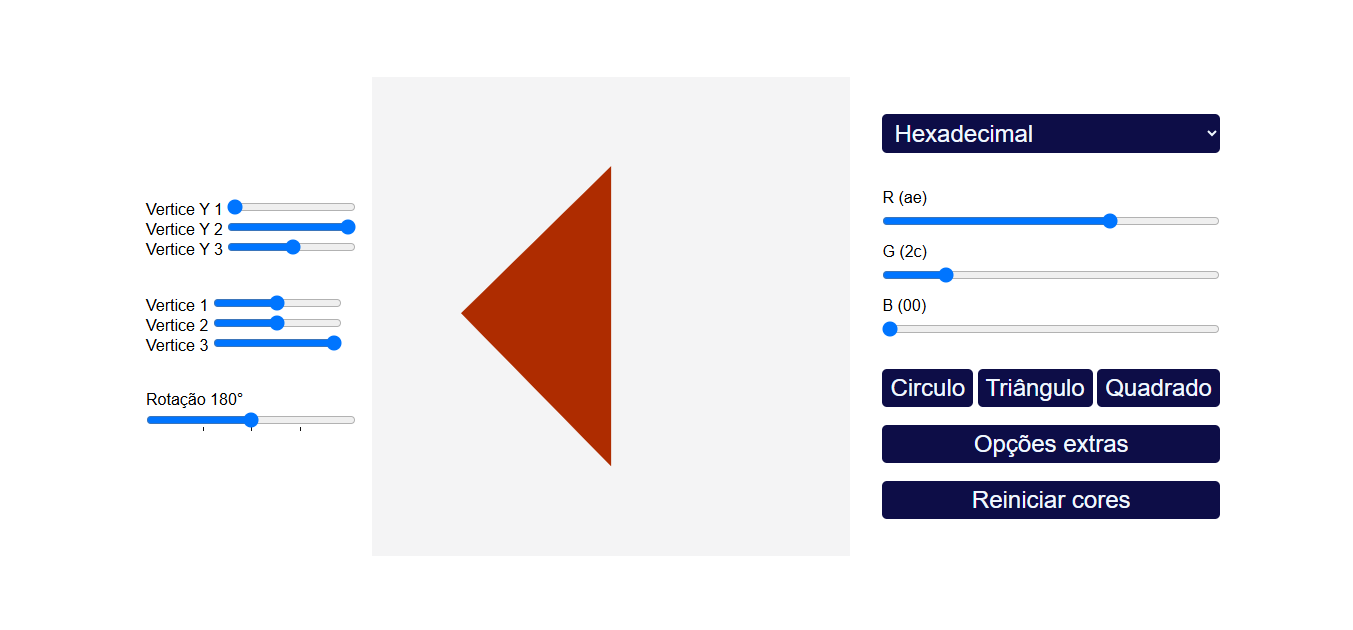 Vertice Y 1
Vertice Y 2
Vertice Y 3
Vertice 1
Vertice 2
Vertice 3
Rotação 180°
Hexadecimal
R (ae)
G (2c)
B (00)
Circulo Triângulo Quadrado
Opções extras
Reiniciar cores